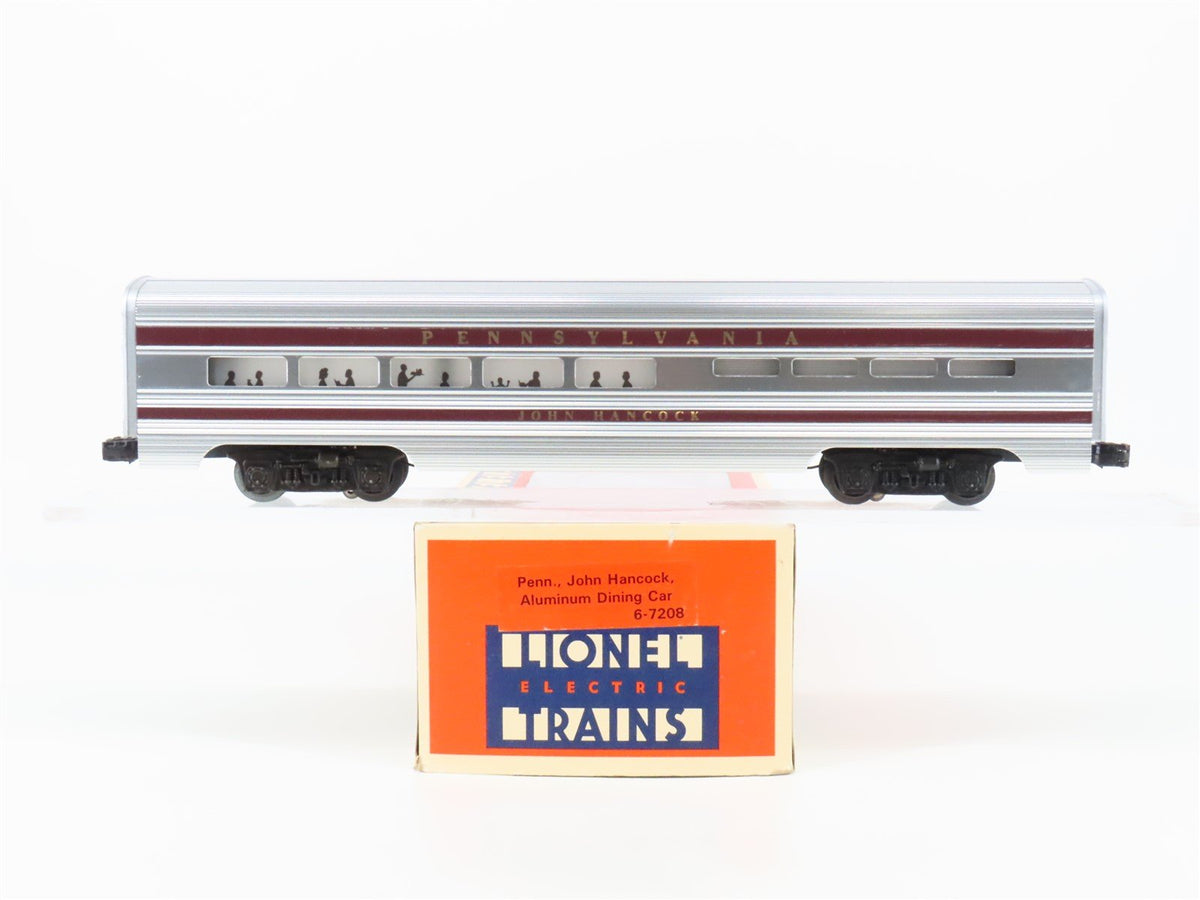 PENNSYLVANIA
JOHN HANCOCK
Penn., John Hancock,
Aluminum Dining Car
6-7208
LIONEL
ELECTRIC
TRAINS